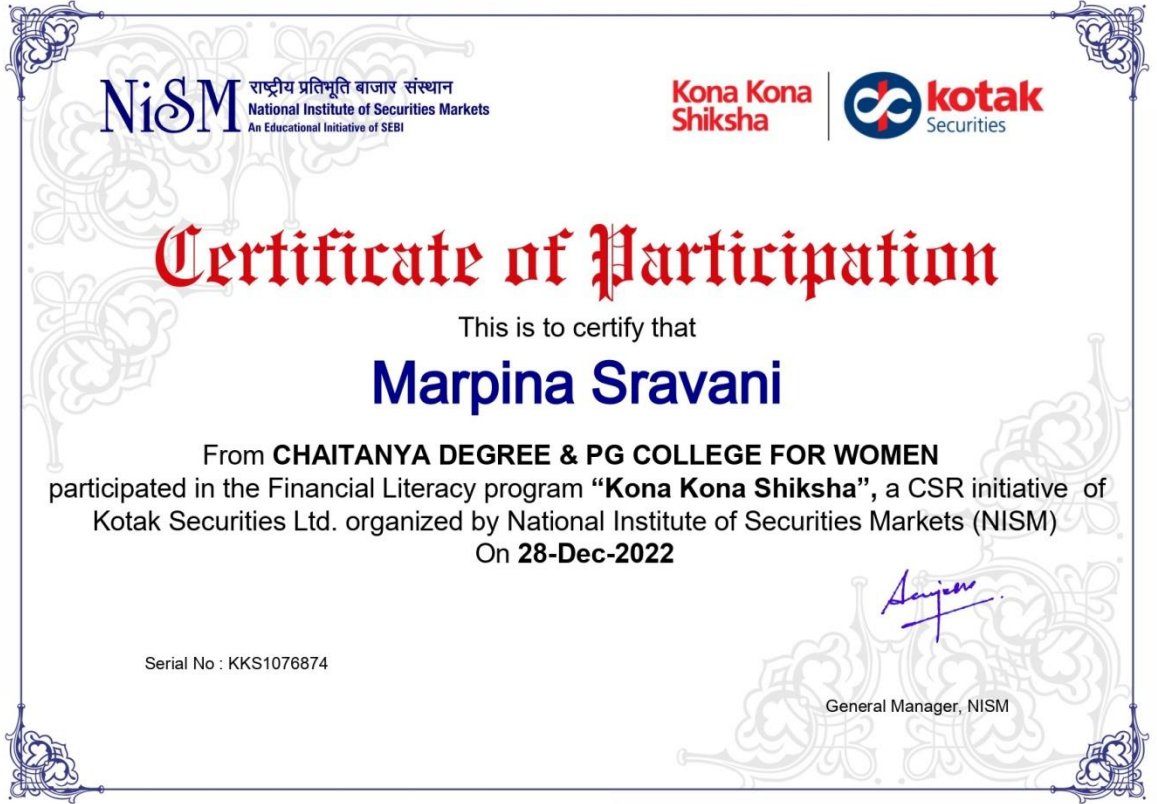 NiSM
राष्ट्रीय प्रतिभूति बाजार संस्थान
National Institute of Securities Markets
An Educational Initiative of SEBI
Kona Kona
Shiksha
kotak
Securities
Certificate of Participation
This is to certify that
Marpina Sravani
From CHAITANYA DEGREE & PG COLLEGE FOR WOMEN
participated in the Financial Literacy program “Kona Kona Shiksha”, a CSR initiative of
Kotak Securities Ltd. organized by National Institute of Securities Markets (NISM)
On 28-Dec-2022
Serial No : KKS1076874
General Manager, NISM